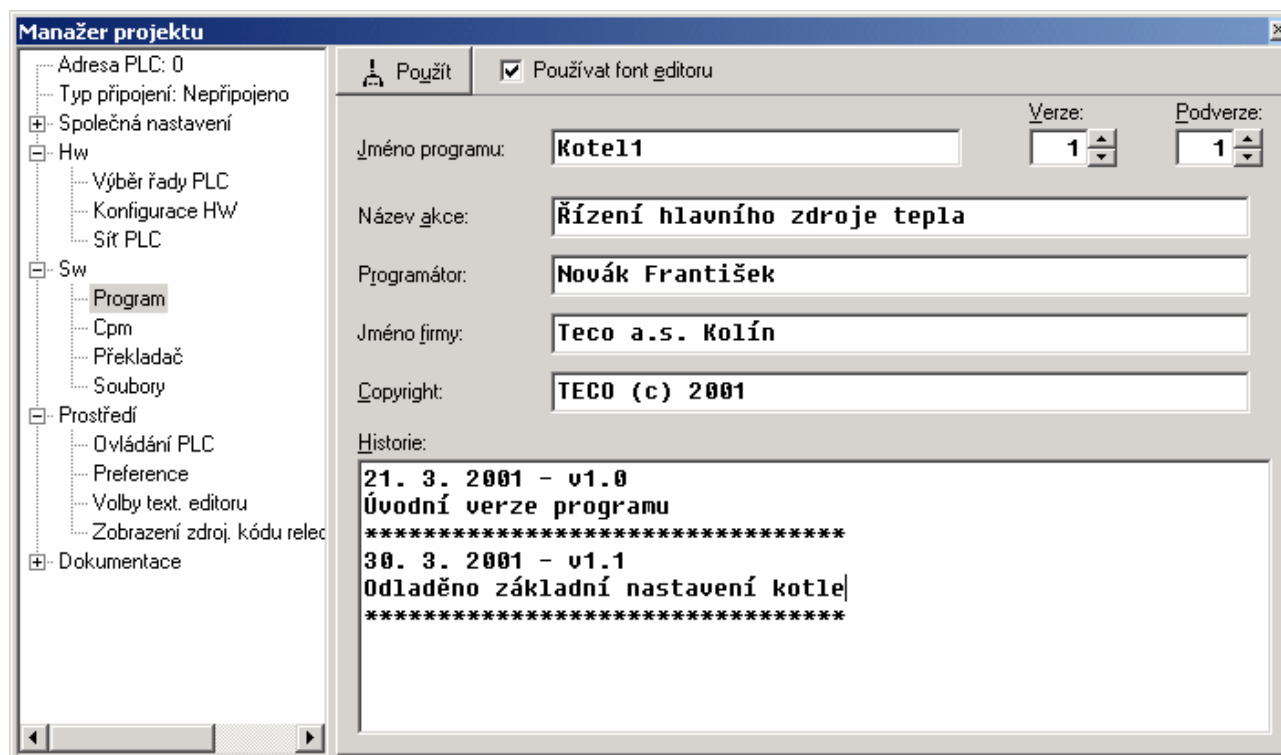 Manažer projektu
Adresa PLC: 0
Typ připojení: Nepřipojeno
Společná nastavení
Hw
Výběr řady PLC
Konfigurace HW
Síť PLC
Sw
Program
Cpm
Překladač
Soubory
Prostředí
Ovládání PLC
Preference
Volby text. editoru
Zobrazení zdroj. kódu relec
Dokumentace
Použít
Používat font editoru
Verze: Podverze:
Jméno programu: Kotel1 1 1
Název akce: Řízení hlavního zdroje tepla
Programátor: Novák František
Jméno firmy: Teco a.s. Kolín
Copyright: TECO (c) 2001
Historie:
21. 3. 2001 - v1.0
Úvodní verze programu
*********************************
30. 3. 2001 - v1.1
Odladěno základní nastavení kotle
*********************************